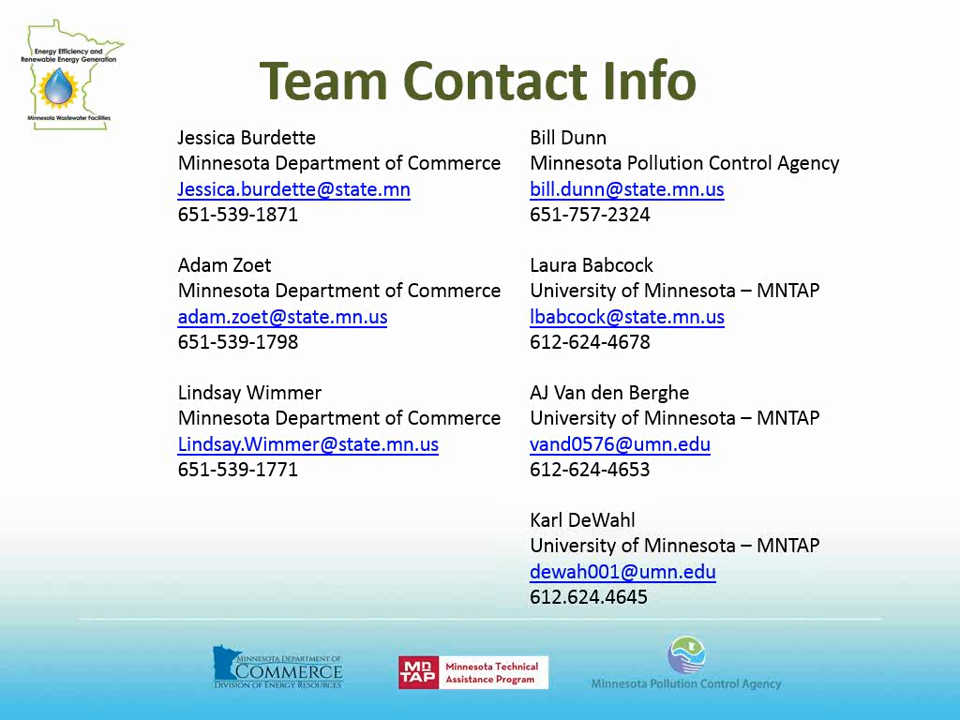 Energy Efficiency and
Renewable Energy Generation
Minnesota Wastewater Facilities
Team Contact Info
Jessica Burdette
Minnesota Department of Commerce
Jessica.burdette@state.mn
651-539-1871
Adam Zoet
Minnesota Department of Commerce
adam.zoet@state.mn.us
651-539-1798
Lindsay Wimmer
Minnesota Department of Commerce
Lindsay.Wimmer@state.mn.us
651-539-1771
Bill Dunn
Minnesota Pollution Control Agency
bill.dunn@state.mn.us
651-757-2324
Laura Babcock
University of Minnesota – MNTAP
lbabcock@state.mn.us
612-624-4678
AJ Van den Berghe
University of Minnesota – MNTAP
vand0576@umn.edu
612-624-4653
Karl DeWahl
University of Minnesota – MNTAP
dewah001@umn.edu
612.624.4645
MINNESOTA DEPARTMENT OF
COMMERCE
DIVISION OF ENERGY RESOURCES
MN
TAP
Minnesota Technical
Assistance Program
Minnesota Pollution Control Agency